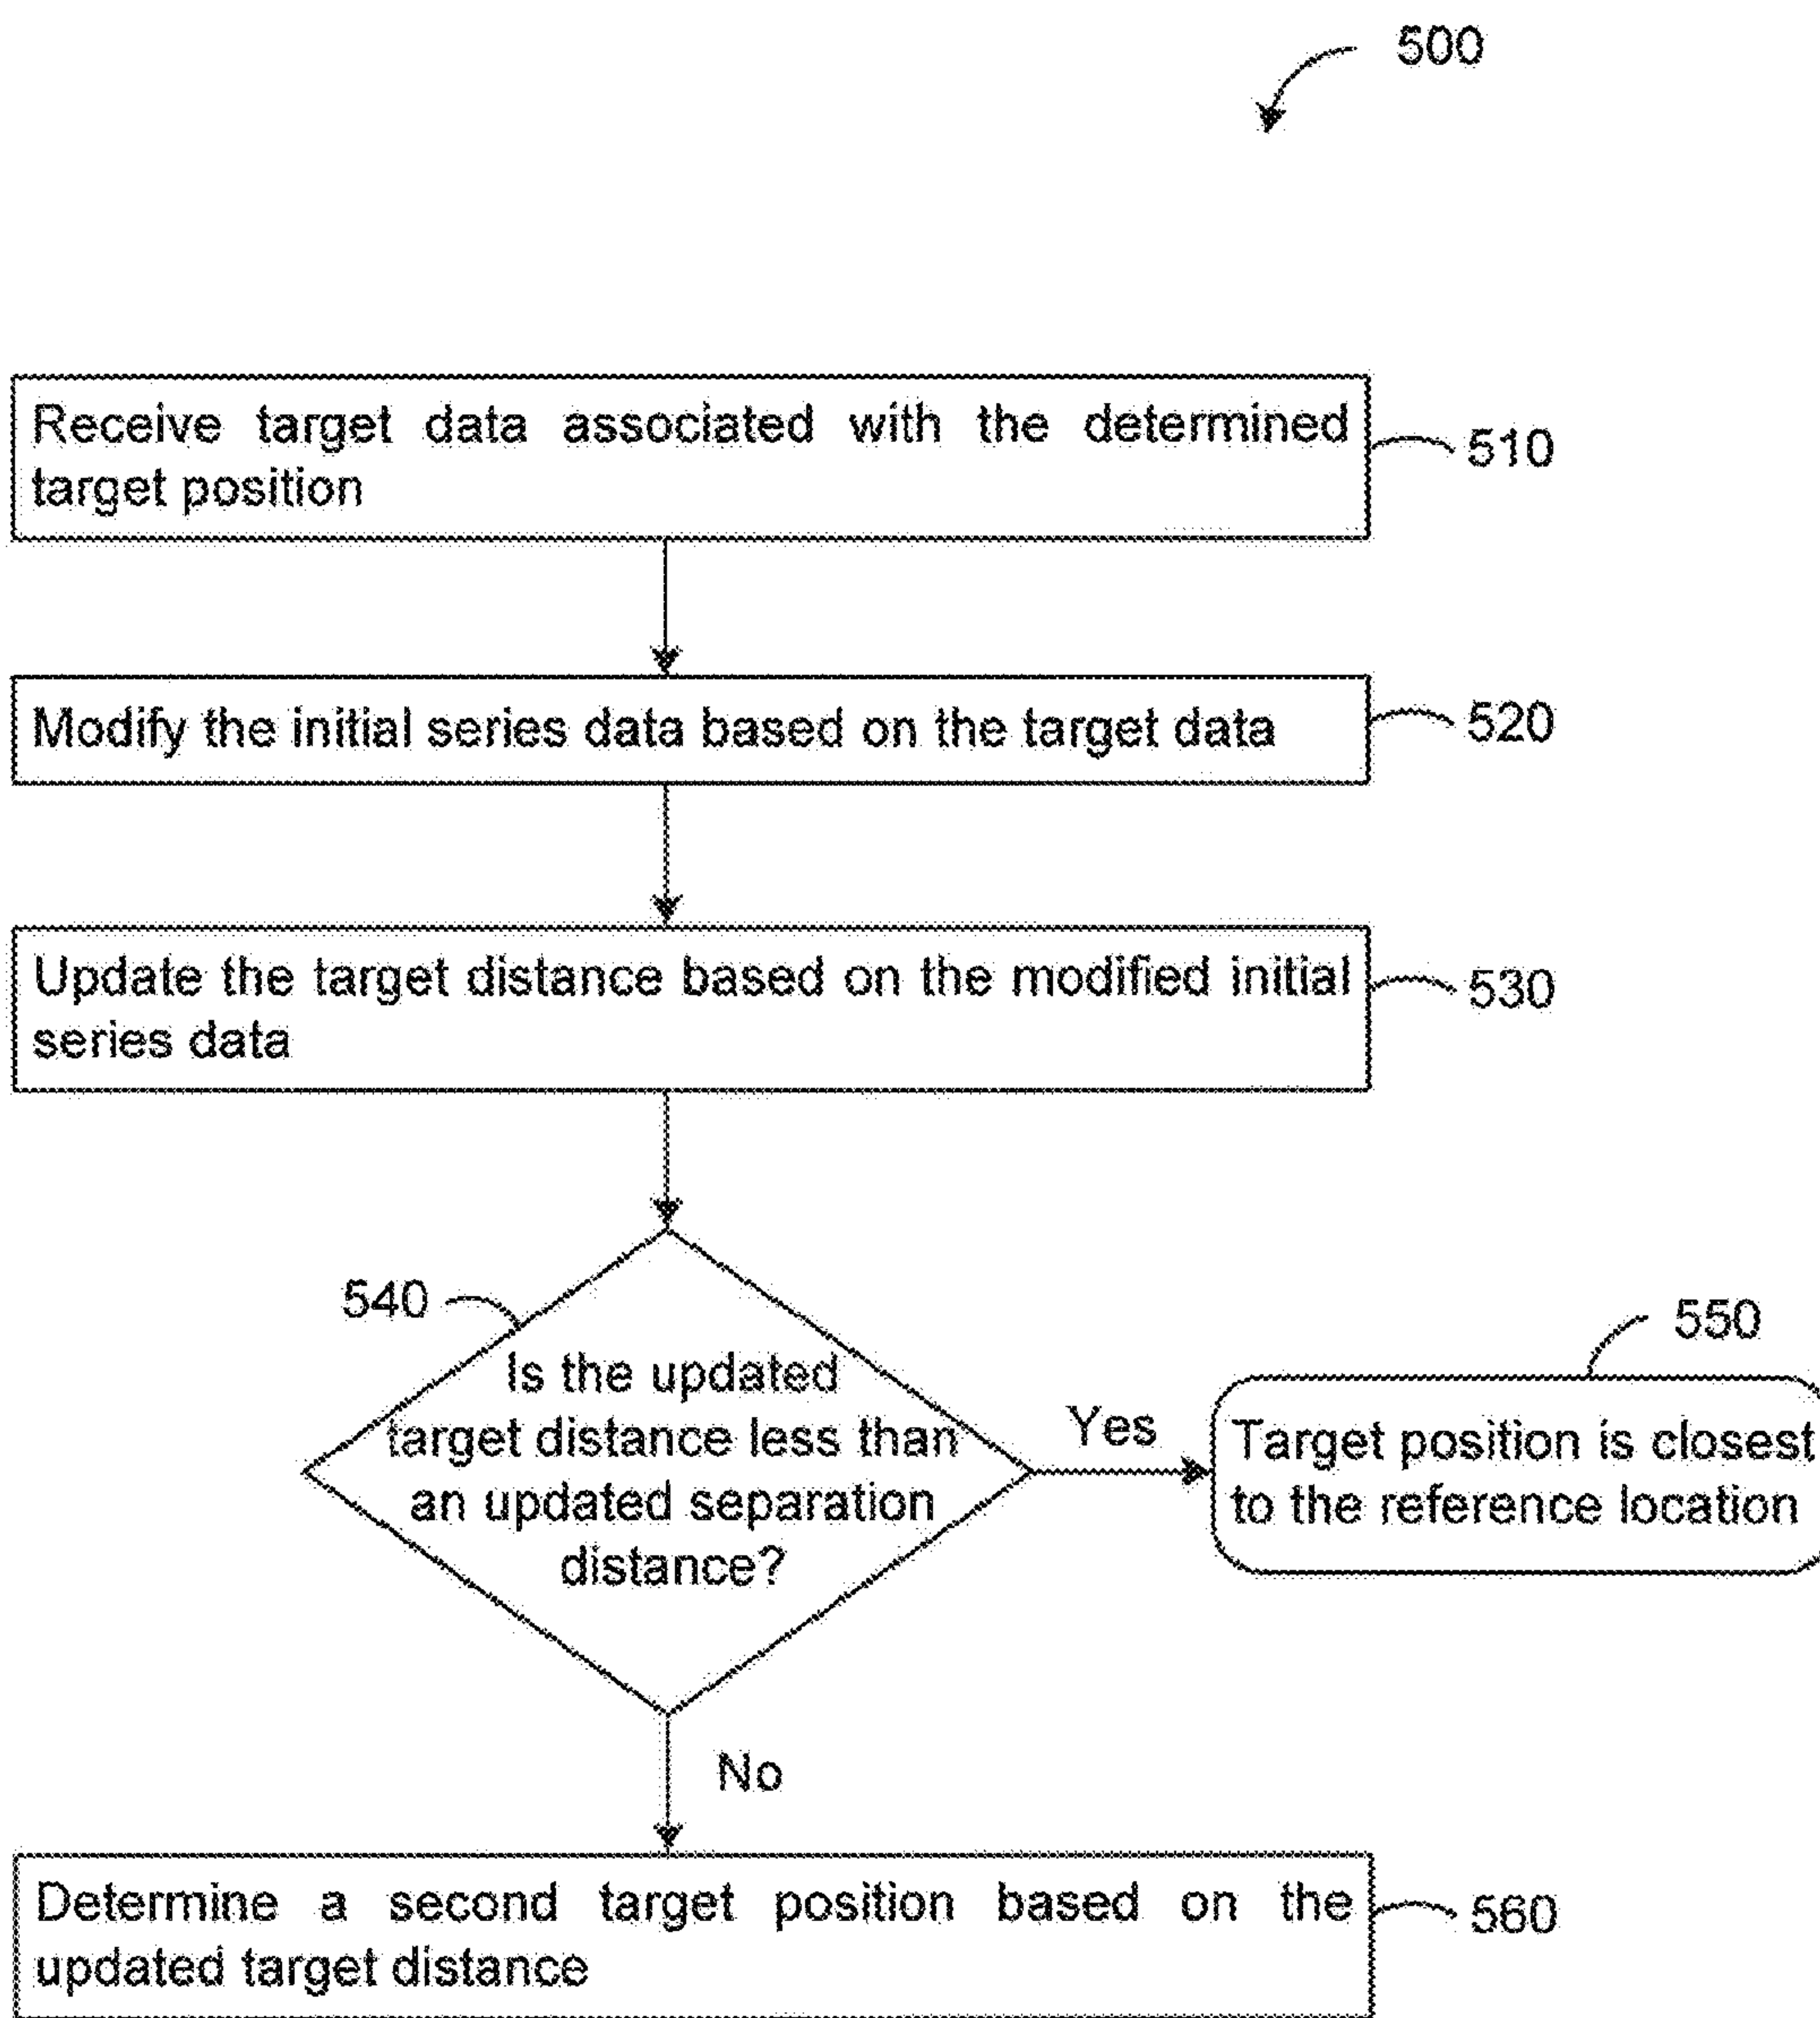 500
Receive target data associated with the determined
target position
510
Modify the initial series data based on the target data
520
Update the target distance based on the modified initial
series data
530
540
Is the updated
target distance less than
an updated separation
distance?
Yes
550
Target position is closest
to the reference location
No
Determine a second target position based on the
updated target distance
560